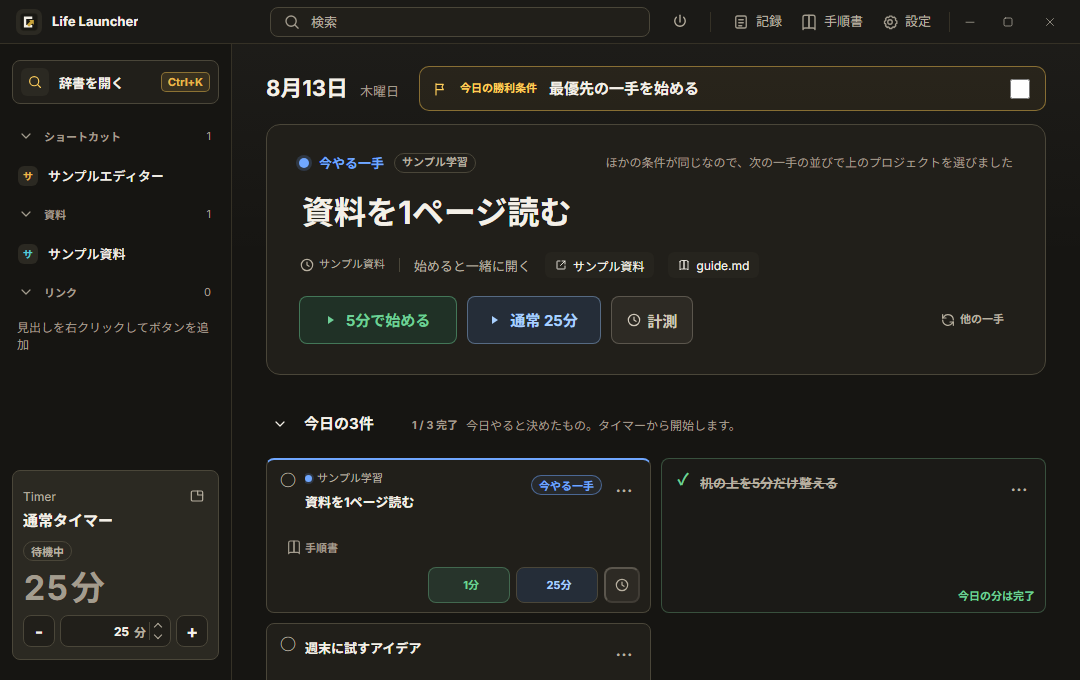 Life Launcher
検索
記録
手順書
設定
辞書を開く Ctrl+K
ショートカット 1
サ サンプルエディター
資料 1
サ サンプル資料
リンク 0
見出しを右クリックしてボタンを追
加
Timer
通常タイマー
待機中
25分
- 25 分 +
8月13日 木曜日
今日の勝利条件 最優先の一手を始める
今やる一手 サンプル学習 ほかの条件が同じなので、次の一手の並びで上のプロジェクトを選びました
資料を1ページ読む
サンプル資料 始めると一緒に開く サンプル資料 guide.md
5分で始める 通常 25分 計測 他の一手
今日の3件 1 / 3 完了 今日やると決めたもの。タイマーから開始します。
サンプル学習 今やる一手 ...
資料を1ページ読む
手順書
1分 25分
机の上を5分だけ整える ...
今日の分は完了
週末に試すアイデア ...